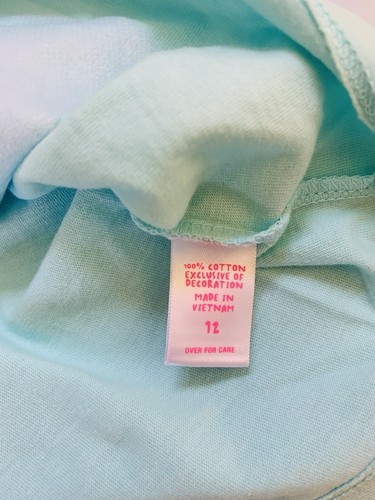 100% COTTON
EXCLUSIVE OF
DECORATION
MADE IN
VIETNAM
12
OVER FOR CARE